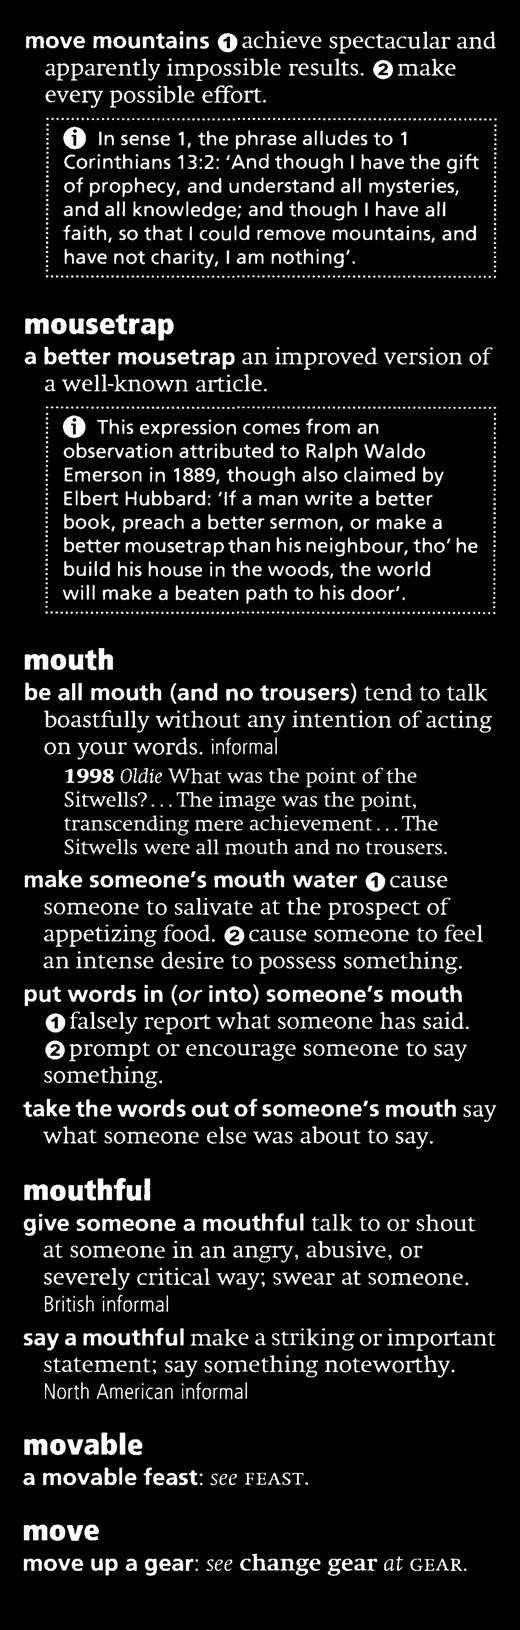 move mountains ❶ achieve spectacular and
apparently impossible results. ❷ make
every possible effort.
ⓘ In sense 1, the phrase alludes to 1
Corinthians 13:2: ‘And though I have the gift
of prophecy, and understand all mysteries,
and all knowledge; and though I have all
faith, so that I could remove mountains, and
have not charity, I am nothing’.
mousetrap
a better mousetrap an improved version of
a well-known article.
ⓘ This expression comes from an
observation attributed to Ralph Waldo
Emerson in 1889, though also claimed by
Elbert Hubbard: ‘If a man write a better
book, preach a better sermon, or make a
better mousetrap than his neighbour, tho’ he
build his house in the woods, the world
will make a beaten path to his door’.
mouth
be all mouth (and no trousers) tend to talk
boastfully without any intention of acting
on your words. informal
1998 Oldie What was the point of the
Sitwells?...The image was the point,
transcending mere achievement...The
Sitwells were all mouth and no trousers.
make someone’s mouth water ❶ cause
someone to salivate at the prospect of
appetizing food. ❷ cause someone to feel
an intense desire to possess something.
put words in (or into) someone’s mouth
❶ falsely report what someone has said.
❷ prompt or encourage someone to say
something.
take the words out of someone’s mouth say
what someone else was about to say.
mouthful
give someone a mouthful talk to or shout
at someone in an angry, abusive, or
severely critical way; swear at someone.
British informal
say a mouthful make a striking or important
statement; say something noteworthy.
North American informal
movable
a movable feast: see FEAST.
move
move up a gear: see change gear at GEAR.